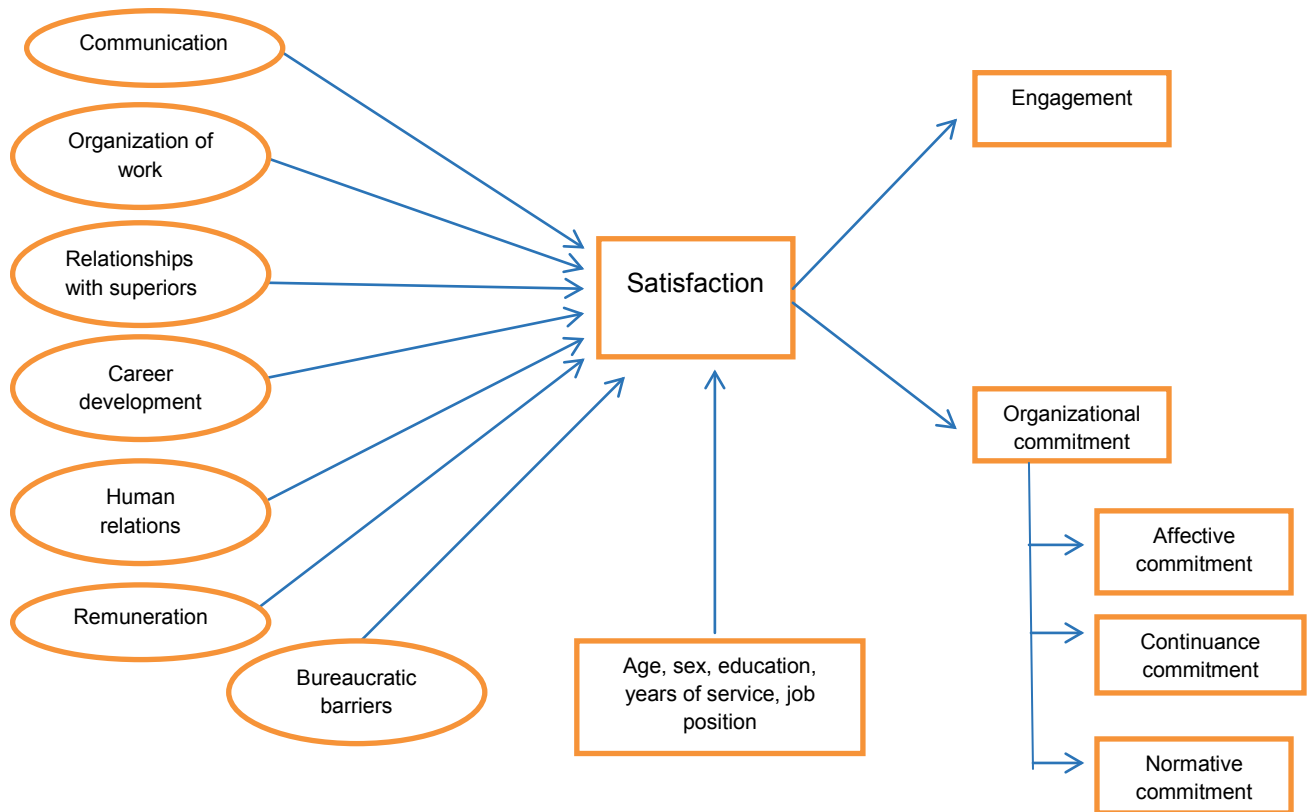 Communication
Organization of
work
Relationships
with superiors
Career
development
Human
relations
Remuneration
Bureaucratic
barriers
Satisfaction
Age, sex, education,
years of service, job
position
Engagement
Organizational
commitment
Affective
commitment
Continuance
commitment
Normative
commitment